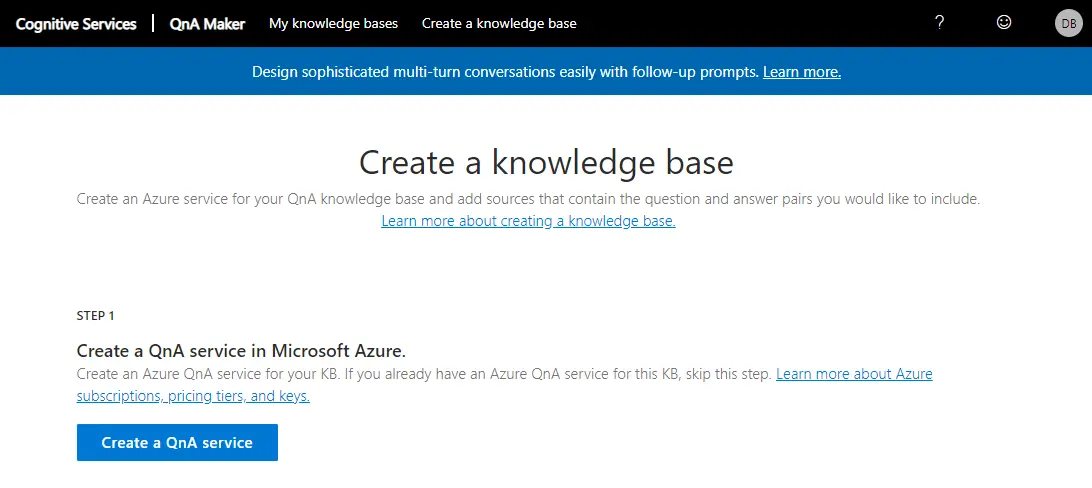 Cognitive Services | QnA Maker My knowledge bases Create a knowledge base ? DB
Design sophisticated multi-turn conversations easily with follow-up prompts. Learn more.
Create a knowledge base
Create an Azure service for your QnA knowledge base and add sources that contain the question and answer pairs you would like to include.
Learn more about creating a knowledge base.
STEP 1
Create a QnA service in Microsoft Azure.
Create an Azure QnA service for your KB. If you already have an Azure QnA service for this KB, skip this step. Learn more about Azure
subscriptions, pricing tiers, and keys.
Create a QnA service